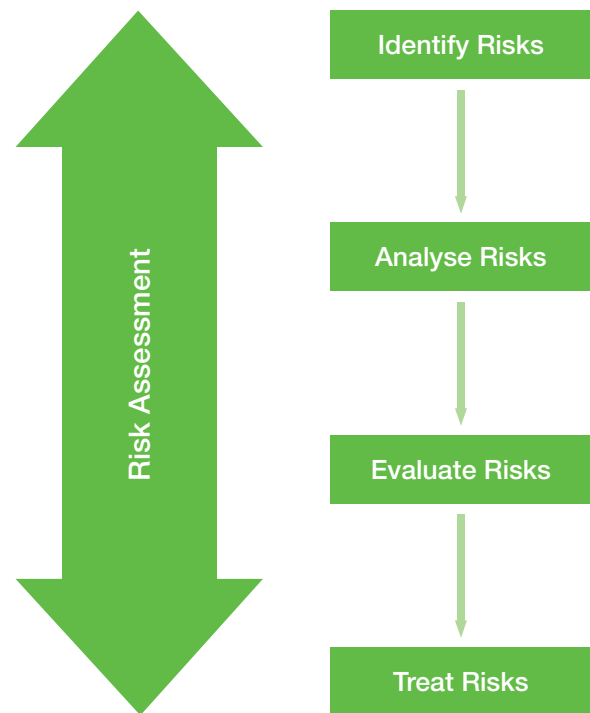 Identify Risks
Analyse Risks
Risk Assessment
Evaluate Risks
Treat Risks